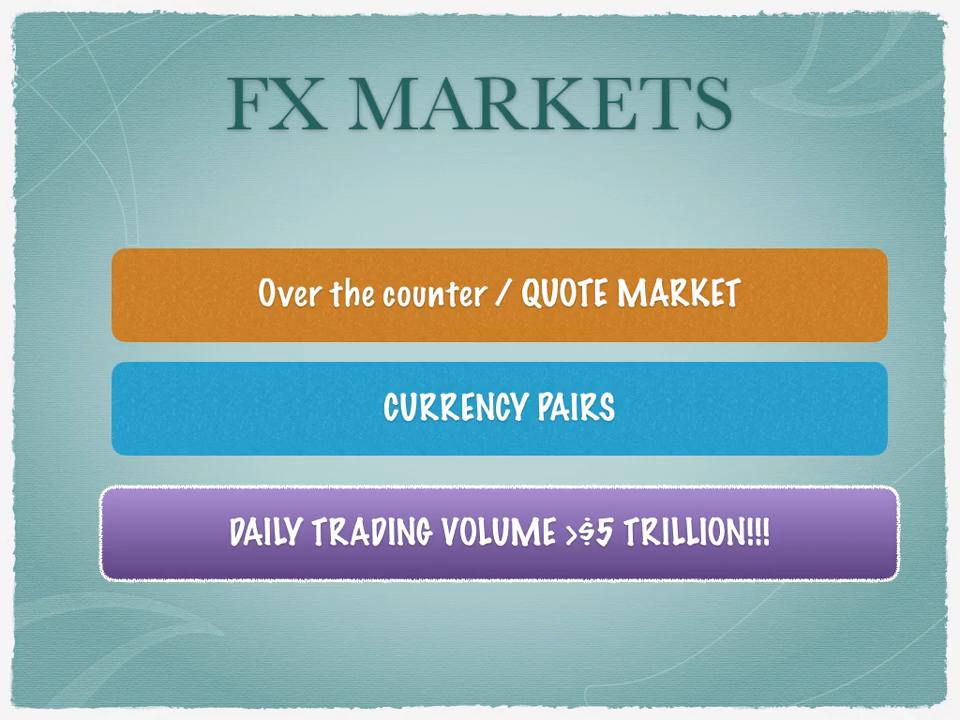 FX MARKETS
Over the counter / QUOTE MARKET
CURRENCY PAIRS
DAILY TRADING VOLUME >$5 TRILLION!!!